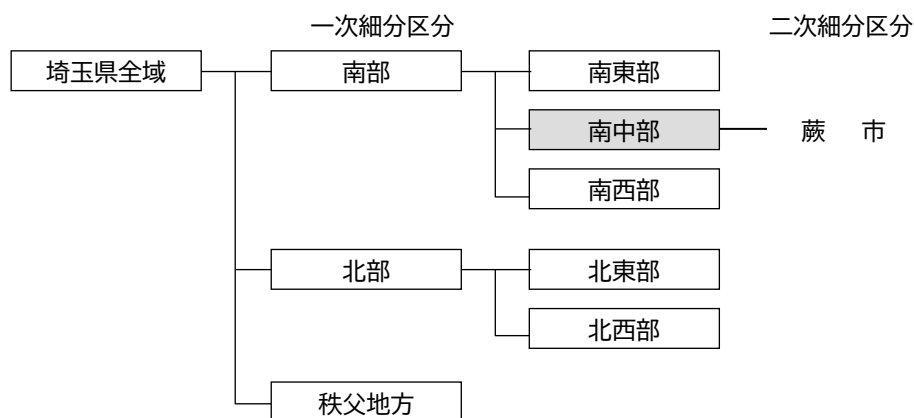 一次細分区分 二次細分区分
埼玉県全域 南部 南東部
南中部 蕨 市
南西部
北部 北東部
北西部
秩父地方